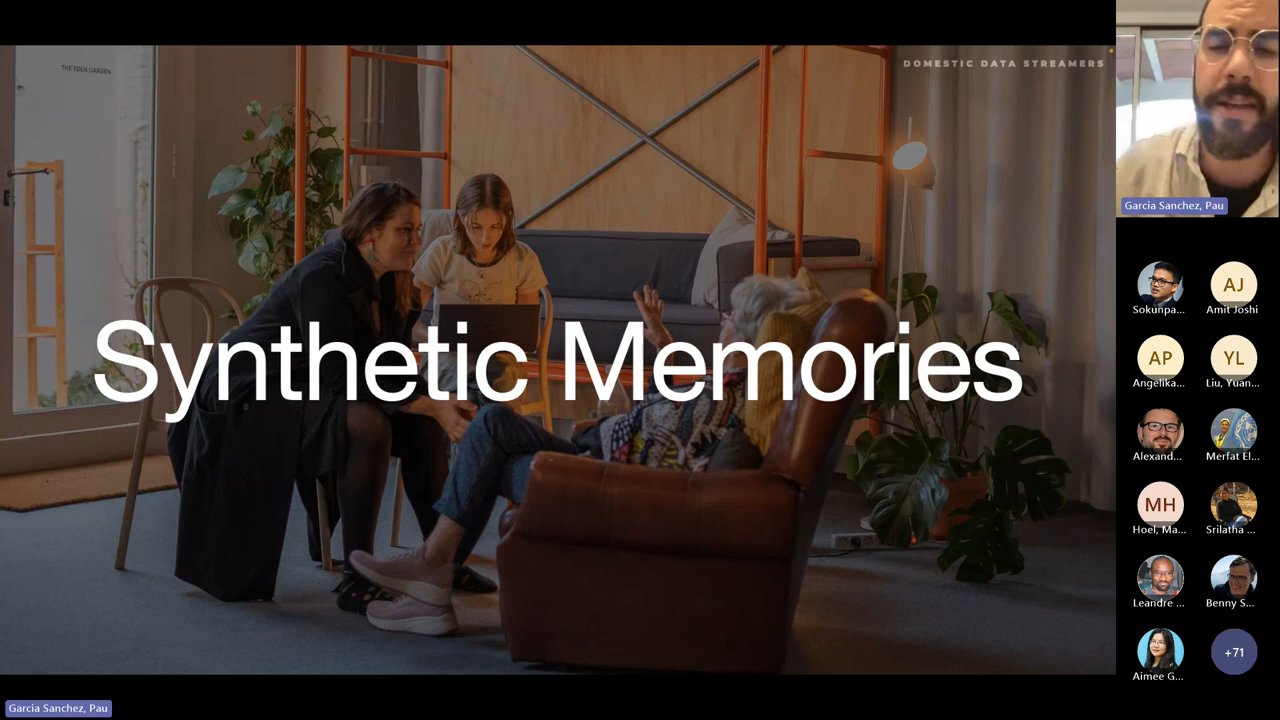 THE EDEN GARDEN
DOMESTIC DATA STREAMERS
Synthetic Memories
Garcia Sanchez, Pau
Sokunpa...
AJ
Amit Joshi
AP
YL
Angelika...
Liu, Yuan...
Alexand...
Merfat El...
MH
Hoel, Ma...
Srilatha ...
Leandre ...
Benny S...
Aimee G...
+71
Garcia Sanchez, Pau